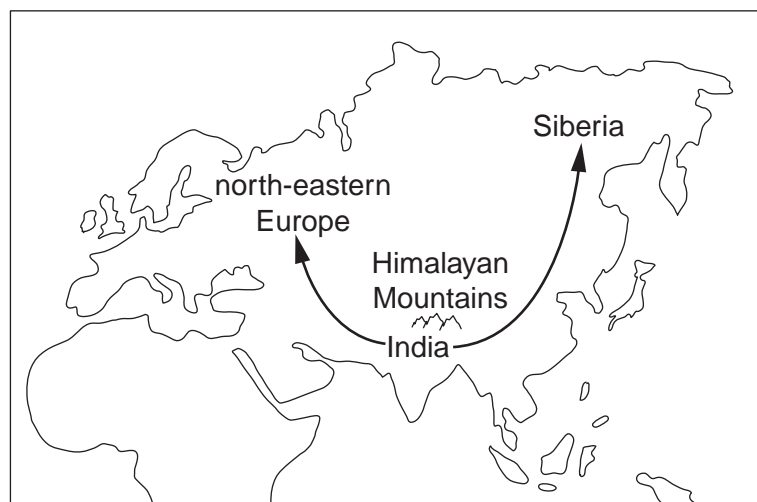 Siberia
north-eastern
Europe
Himalayan
Mountains
India